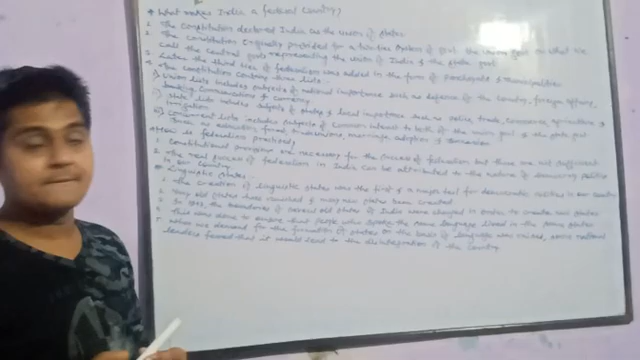 * What makes India a federal country?
1. The constitution declared India as the union of states.
2. The constitution originally provided for a two-tier system of govt. the union govt or what we
call the central govt representing the union of India & the state govt.
3. Later the third tier of federalism was added in the form of panchayats & municipalities
4. The constitution contains three lists:
i) Union list includes subjects of national importance such as defence of the country, foreign affairs,
banking, communications & currency
ii) State list includes subjects of state & local importance such as police, trade, commerce, agriculture &
irrigation
iii) Concurrent list includes subjects of common interest to both of the union govt & the state govt
such as education, forest, trade unions, marriage, adoption & succession
* How is federalism practised?
1. Constitutional provisions are necessary for the success of federalism but these are not sufficient
2. The real success of federalism in India can be attributed to the nature of democratic politics
in our country
* Linguistic states:
1. The creation of linguistic states was the first & a major test for democratic politics in our country
2. Many old states have vanished & many new states have been created
3. In 1947, the boundaries of several old states of India were changed in order to create new states
4. This was done to ensure that people who spoke the same language lived in the same state
5. When the demand for the formation of states on the basis of language was raised, some national
leaders feared that it would lead to the disintegration of the country